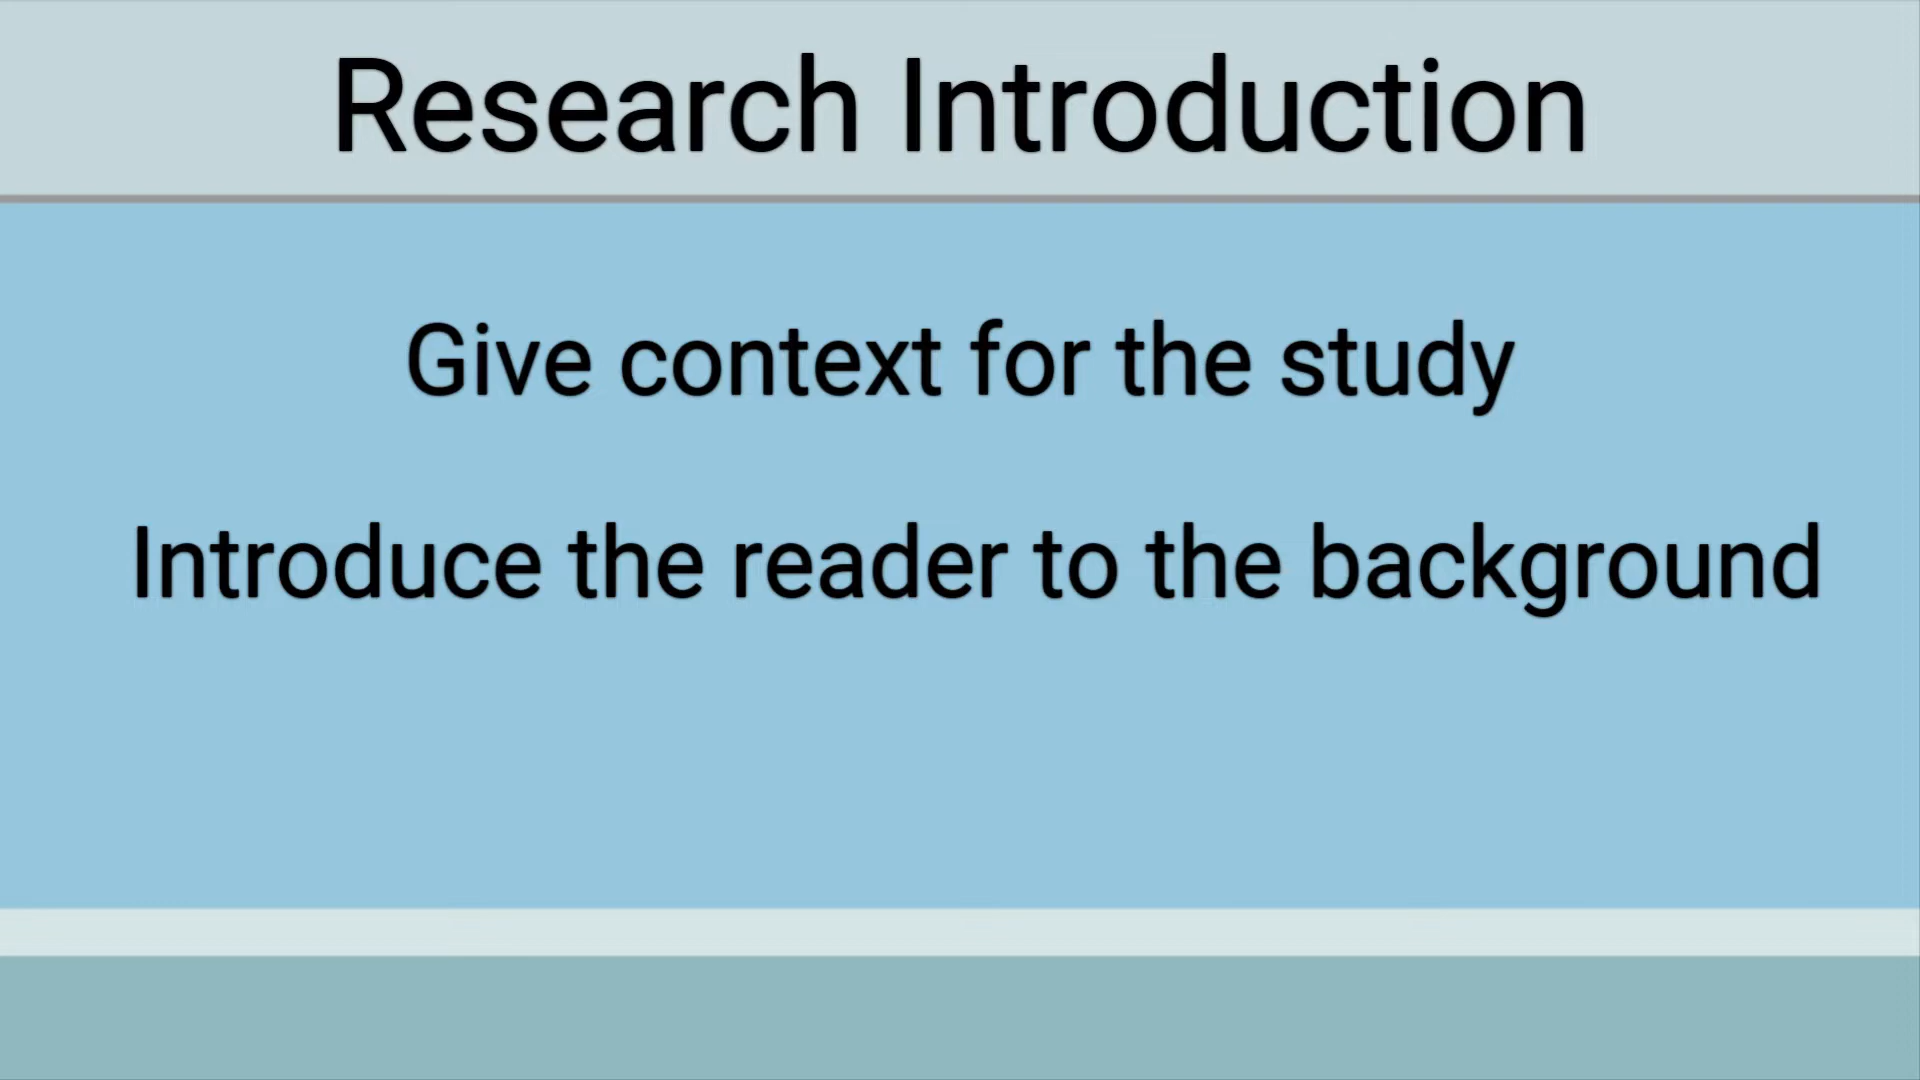 Research Introduction
Give context for the study
Introduce the reader to the background